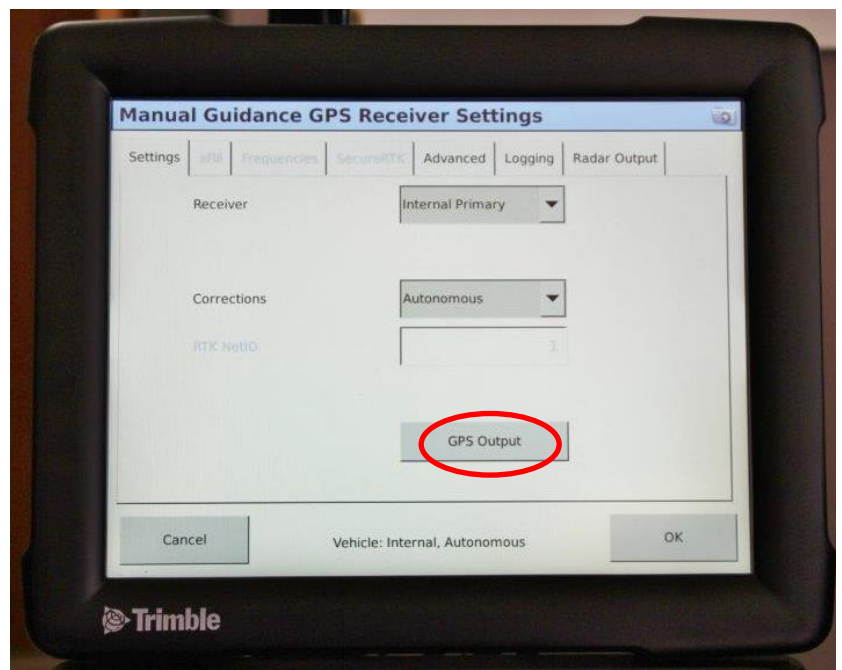 Manual Guidance GPS Receiver Settings
Settings xFill Frequencies SecureRTK Advanced Logging Radar Output
Receiver Internal Primary
Corrections Autonomous
RTK NetID 1
GPS Output
Cancel Vehicle: Internal, Autonomous OK
Trimble